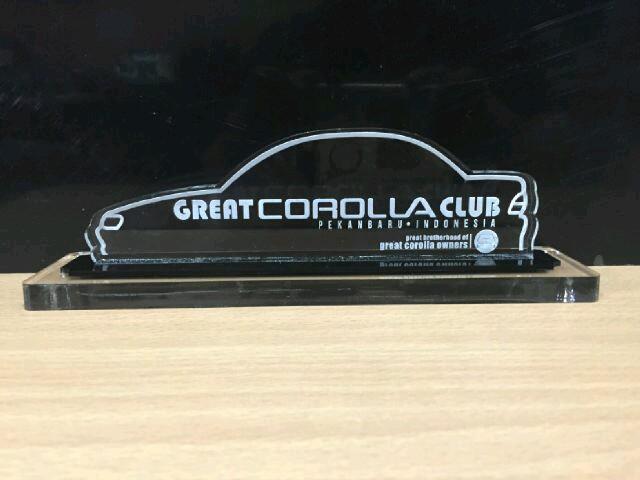 GREAT COROLLA CLUB
PEKANBARU • INDONESIA
great brotherhood of
great corolla owners